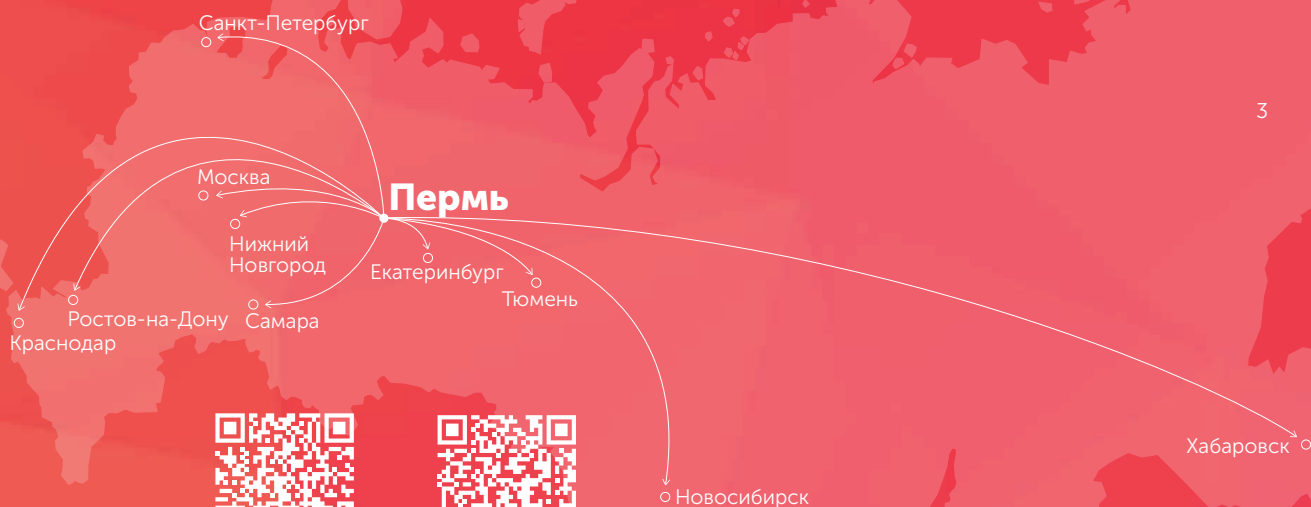 Санкт-Петербург
3
Москва
Пермь
Нижний
Новгород
Екатеринбург
Тюмень
Ростов-на-Дону
Самара
Краснодар
Хабаровск
Новосибирск